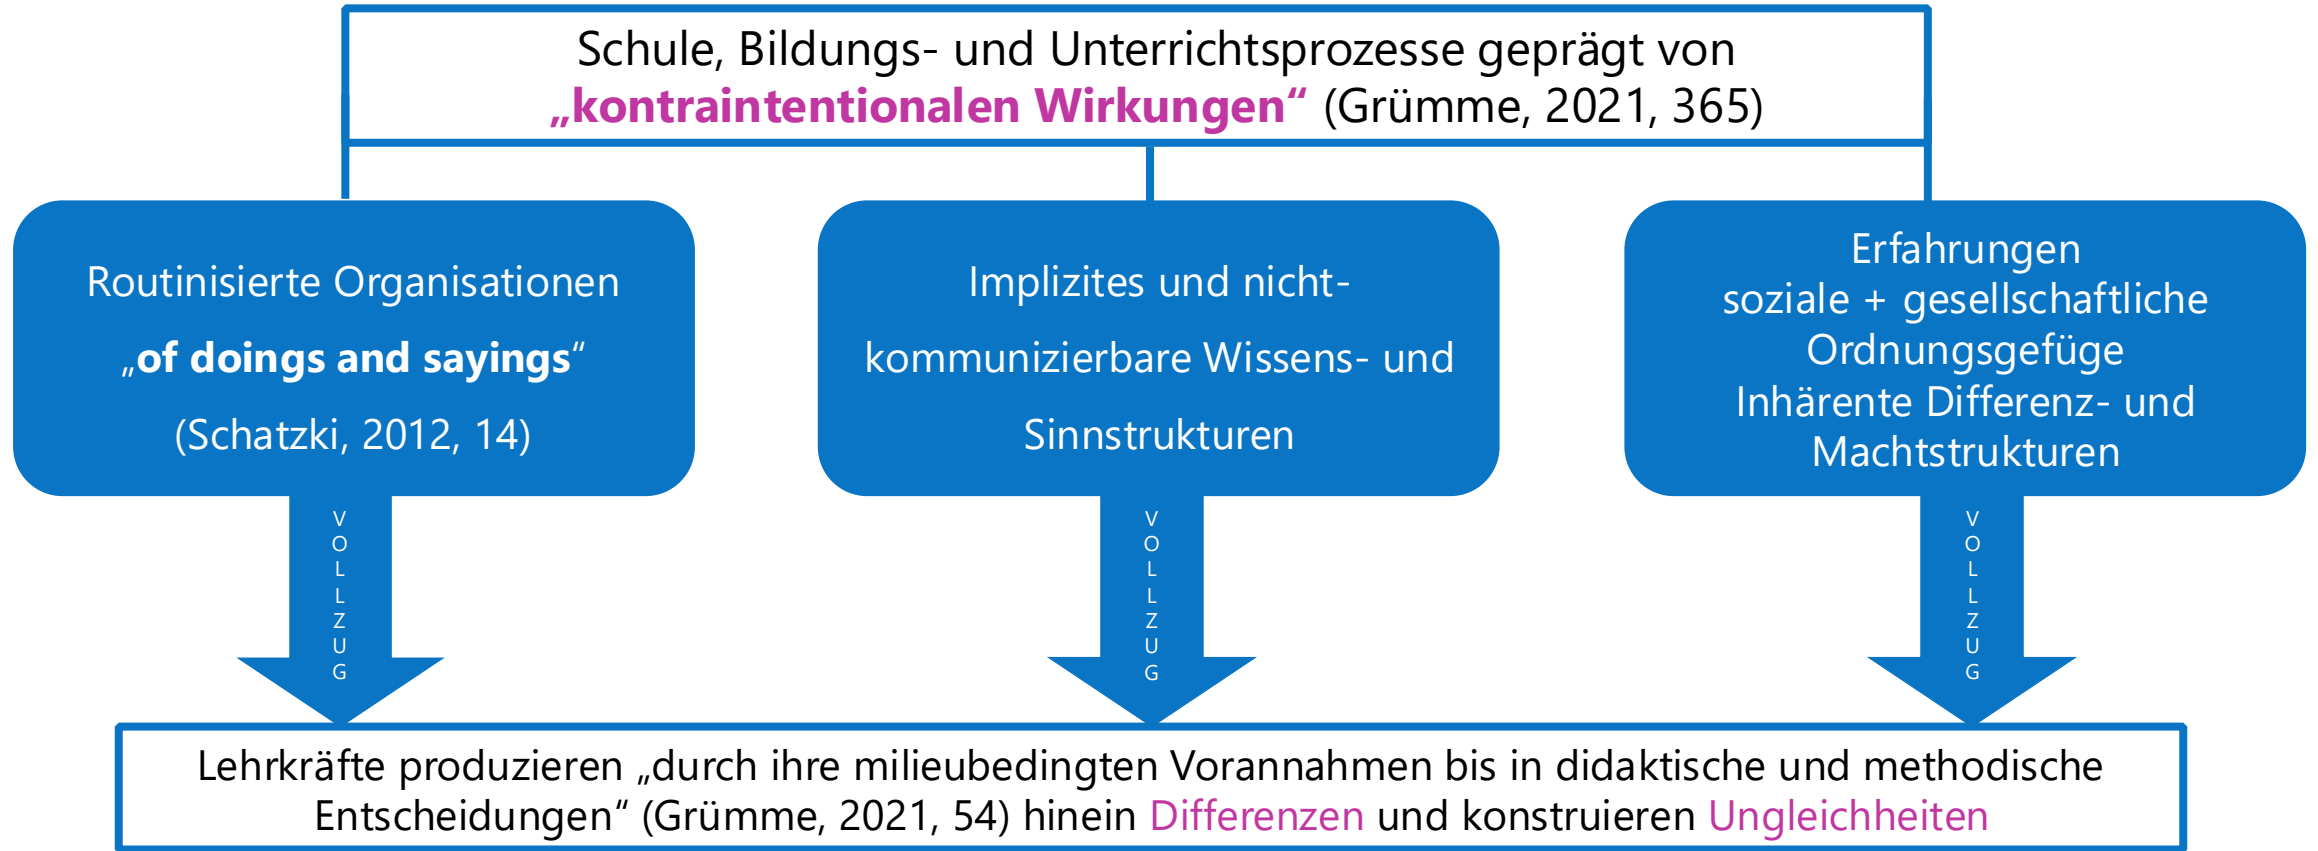 Schule, Bildungs- und Unterrichtsprozesse geprägt von
„kontraintentionalen Wirkungen“ (Grümme, 2021, 365)
Routinisierte Organisationen
„of doings and sayings“
(Schatzki, 2012, 14)
Implizites und nicht-
kommunizierbare Wissens- und
Sinnstrukturen
Erfahrungen
soziale + gesellschaftliche
Ordnungsgefüge
Inhärente Differenz- und
Machtstrukturen
VOLLZUG
VOLLZUG
VOLLZUG
Lehrkräfte produzieren „durch ihre milieubedingten Vorannahmen bis in didaktische und methodische
Entscheidungen“ (Grümme, 2021, 54) hinein Differenzen und konstruieren Ungleichheiten